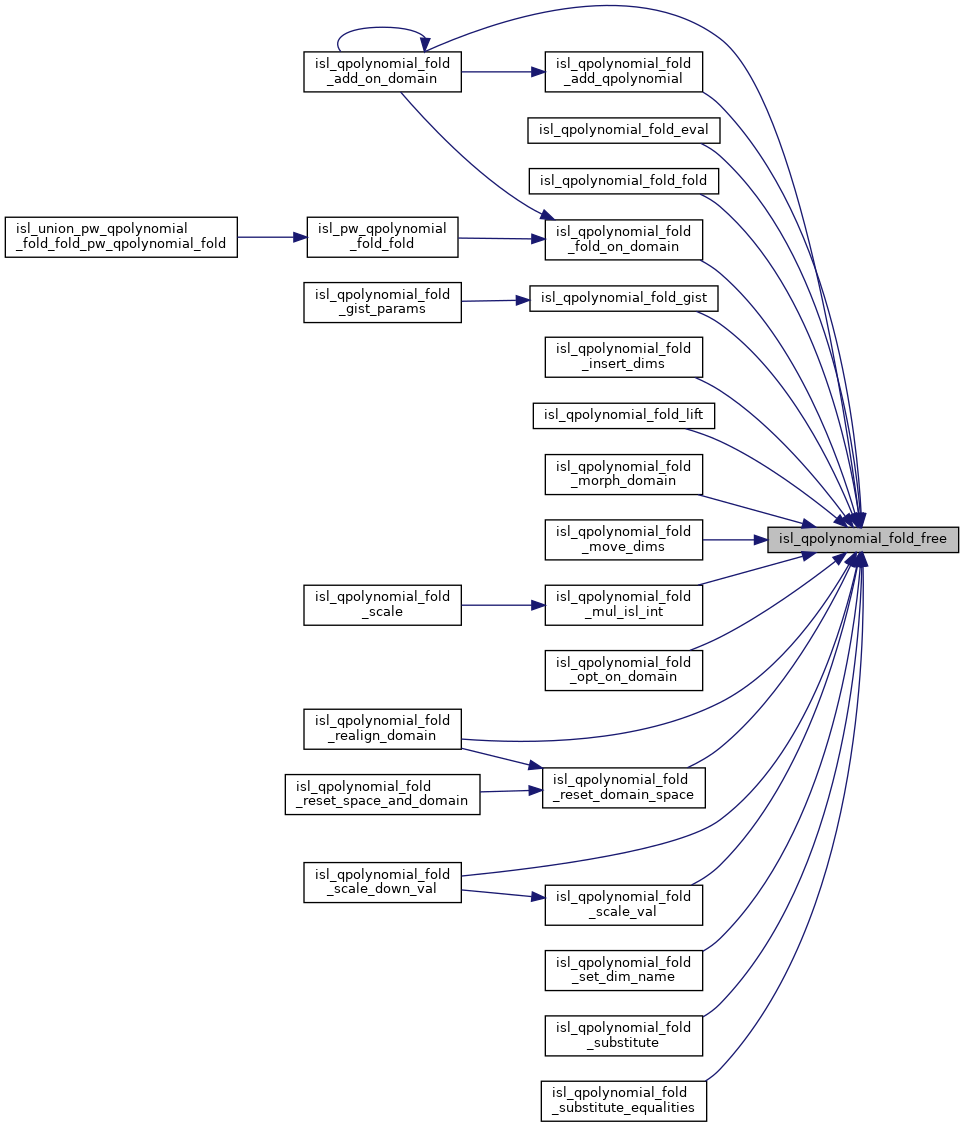 isl_qpolynomial_fold
_add_on_domain
isl_qpolynomial_fold
_add_qpolynomial
isl_qpolynomial_fold_eval
isl_qpolynomial_fold_fold
isl_union_pw_qpolynomial
_fold_fold_pw_qpolynomial_fold
isl_pw_qpolynomial
_fold_fold
isl_qpolynomial_fold
_fold_on_domain
isl_qpolynomial_fold
_gist_params
isl_qpolynomial_fold_gist
isl_qpolynomial_fold
_insert_dims
isl_qpolynomial_fold_lift
isl_qpolynomial_fold
_morph_domain
isl_qpolynomial_fold
_move_dims
isl_qpolynomial_fold_free
isl_qpolynomial_fold
_scale
isl_qpolynomial_fold
_mul_isl_int
isl_qpolynomial_fold
_opt_on_domain
isl_qpolynomial_fold
_realign_domain
isl_qpolynomial_fold
_reset_space_and_domain
isl_qpolynomial_fold
_reset_domain_space
isl_qpolynomial_fold
_scale_down_val
isl_qpolynomial_fold
_scale_val
isl_qpolynomial_fold
_set_dim_name
isl_qpolynomial_fold
_substitute
isl_qpolynomial_fold
_substitute_equalities